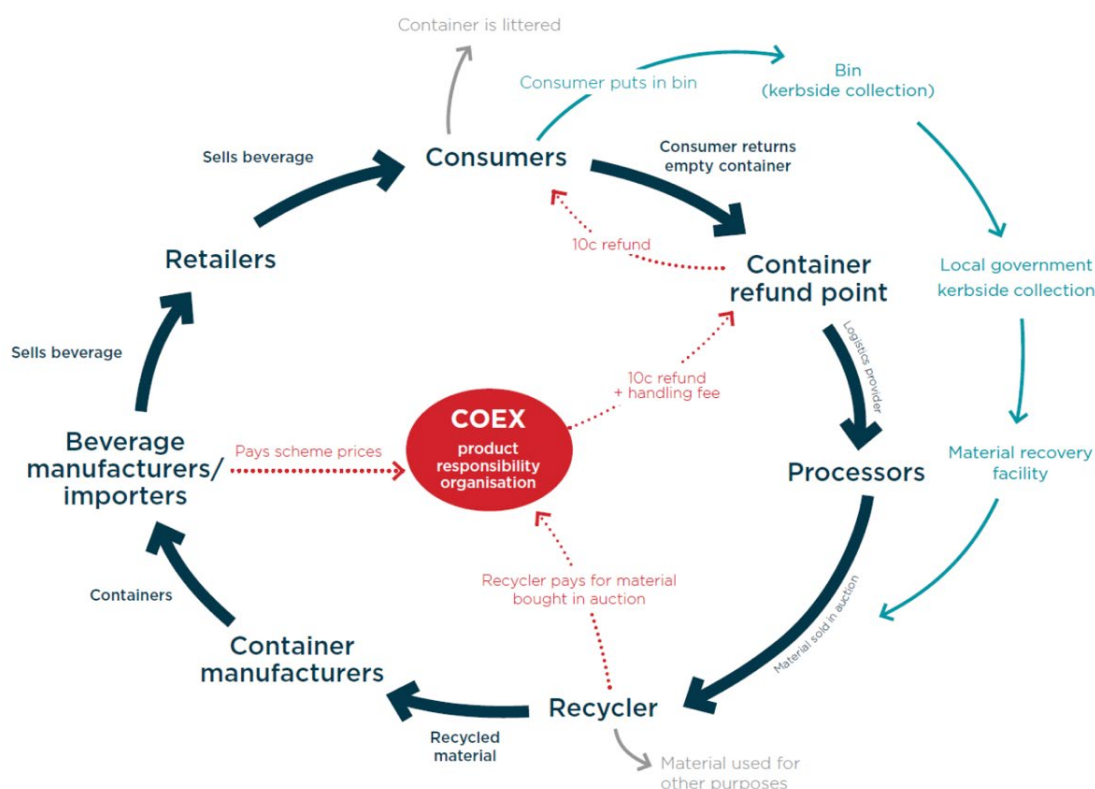 Container is littered
Consumer puts in bin
Bin
(kerbside collection)
Sells beverage
Consumers
Consumer returns
empty container
Retailers
10c refund
Container
refund point
Local government
kerbside collection
Sells beverage
Logistics provider
10c refund
+ handling fee
COEX
product
responsibility
organisation
Beverage
manufacturers/
importers
Pays scheme prices
Processors
Material recovery
facility
Recycler pays for material
bought in auction
Containers
Material sold in auction
Container
manufacturers
Recycler
Recycled
material
Material used for
other purposes